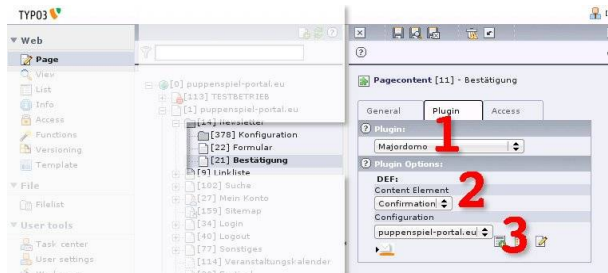 TYPO3
Web
Page
View
List
Info
Access
Functions
Versioning
Template
File
Filelist
User tools
Task center
User settings
[0] puppenspiel-portal.eu
[113] TESTBETRIEB
[1] puppenspiel-portal.eu
[14] Newsletter
[378] Konfiguration
[22] Formular
[21] Bestätigung
[9] Linkliste
[102] Suche
[27] Mein Konto
[159] Sitemap
[34] Login
[40] Logout
[77] Sonstiges
[114] Veranstaltungskalender
Pagecontent [11] - Bestätigung
General Plugin Access
Plugin:
1
Majordomo
Plugin Options:
DEF:
Content Element
2
Confirmation
Configuration
puppenspiel-portal.eu
3